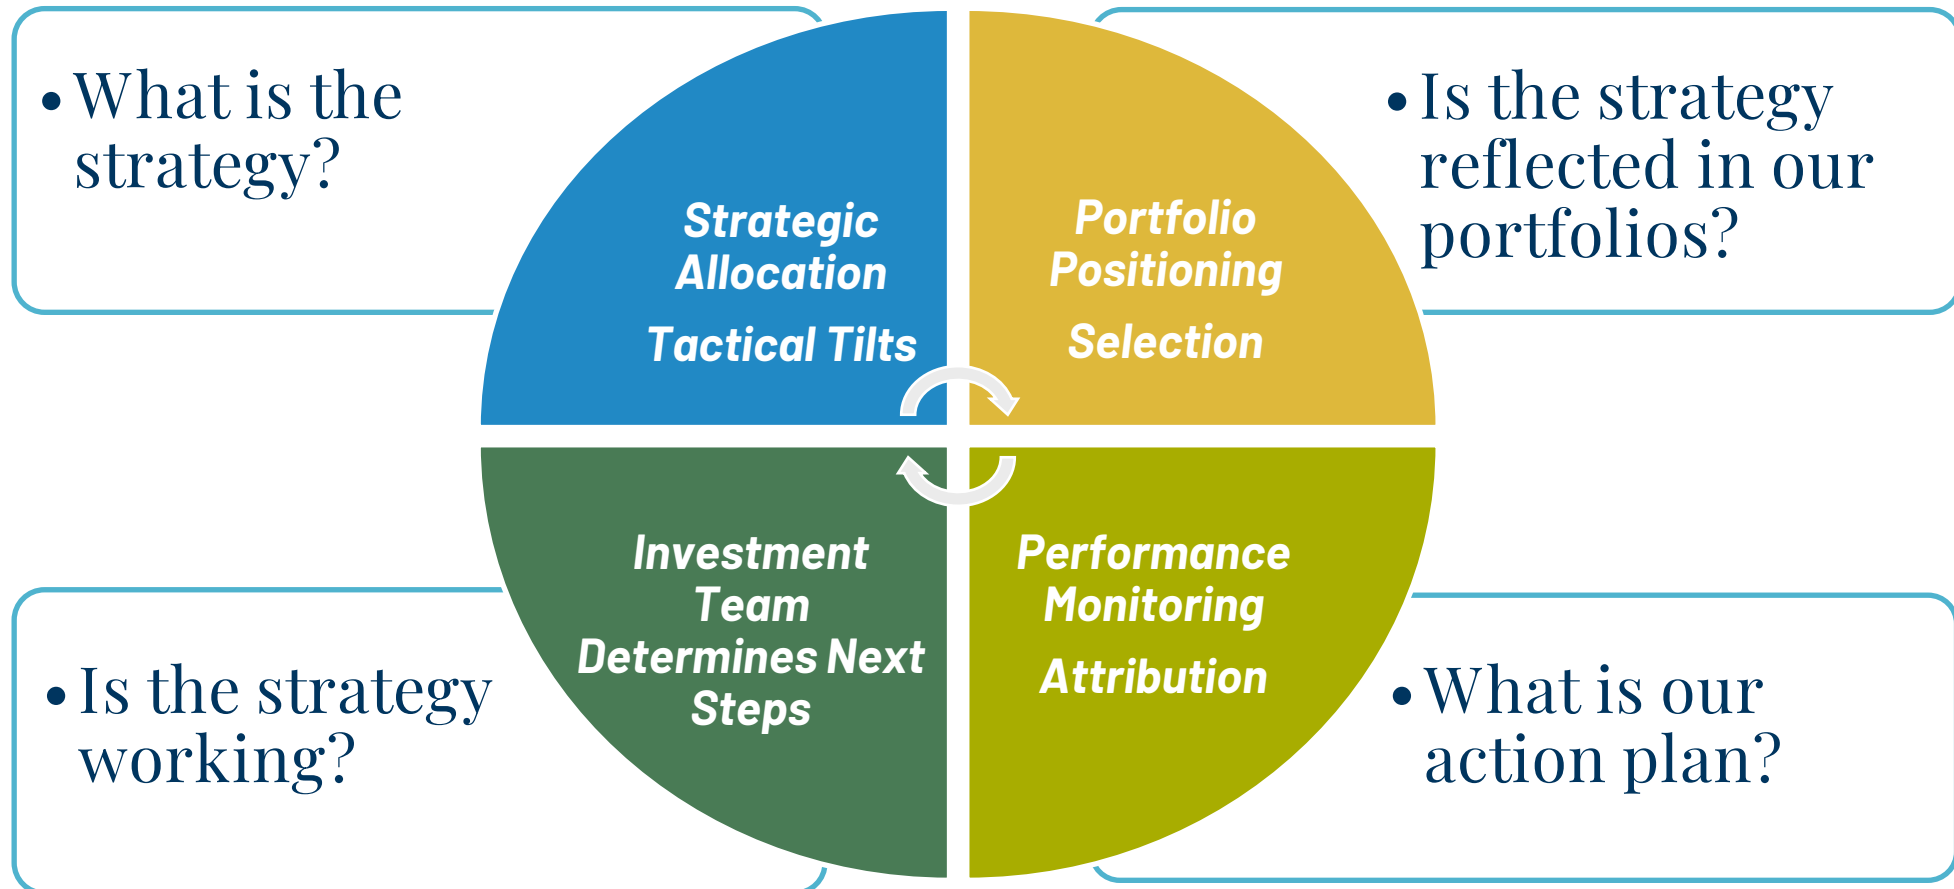 • What is the
strategy?
Strategic
Allocation
Tactical Tilts
Portfolio
Positioning
Selection
• Is the strategy
reflected in our
portfolios?
• Is the strategy
working?
Investment
Team
Determines Next
Steps
Performance
Monitoring
Attribution
• What is our
action plan?